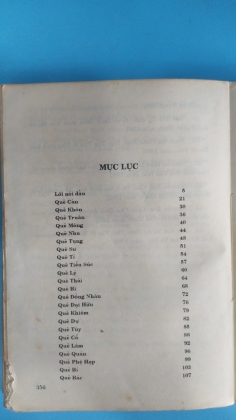 MỤC LỤC
Lời nói đầu 5
Quẻ Càn 21
Quẻ Khôn 30
Quẻ Truân 36
Quẻ Mông 40
Quẻ Nhu 44
Quẻ Tụng 48
Quẻ Sư 51
Quẻ Tỉ 54
Quẻ Tiểu Súc 57
Quẻ Lý 60
Quẻ Thái 64
Quẻ Bĩ 68
Quẻ Đồng Nhân 72
Quẻ Đại Hữu 76
Quẻ Khiêm 79
Quẻ Dự 82
Quẻ Tùy 85
Quẻ Cổ 88
Quẻ Lâm 92
Quẻ Quán 96
Quẻ Phệ Hạp 99
Quẻ Bí 103
Quẻ Bác 107
356